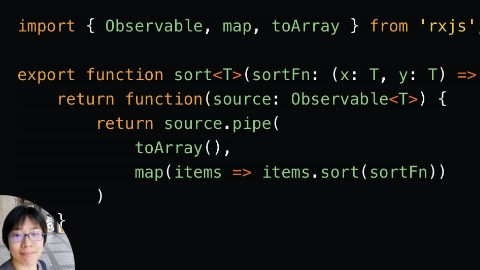 import { Observable, map, toArray } from 'rxjs';
export function sort<T>(sortFn: (x: T, y: T) =>
return function(source: Observable<T>) {
return source.pipe(
toArray(),
map(items => items.sort(sortFn))
)
}